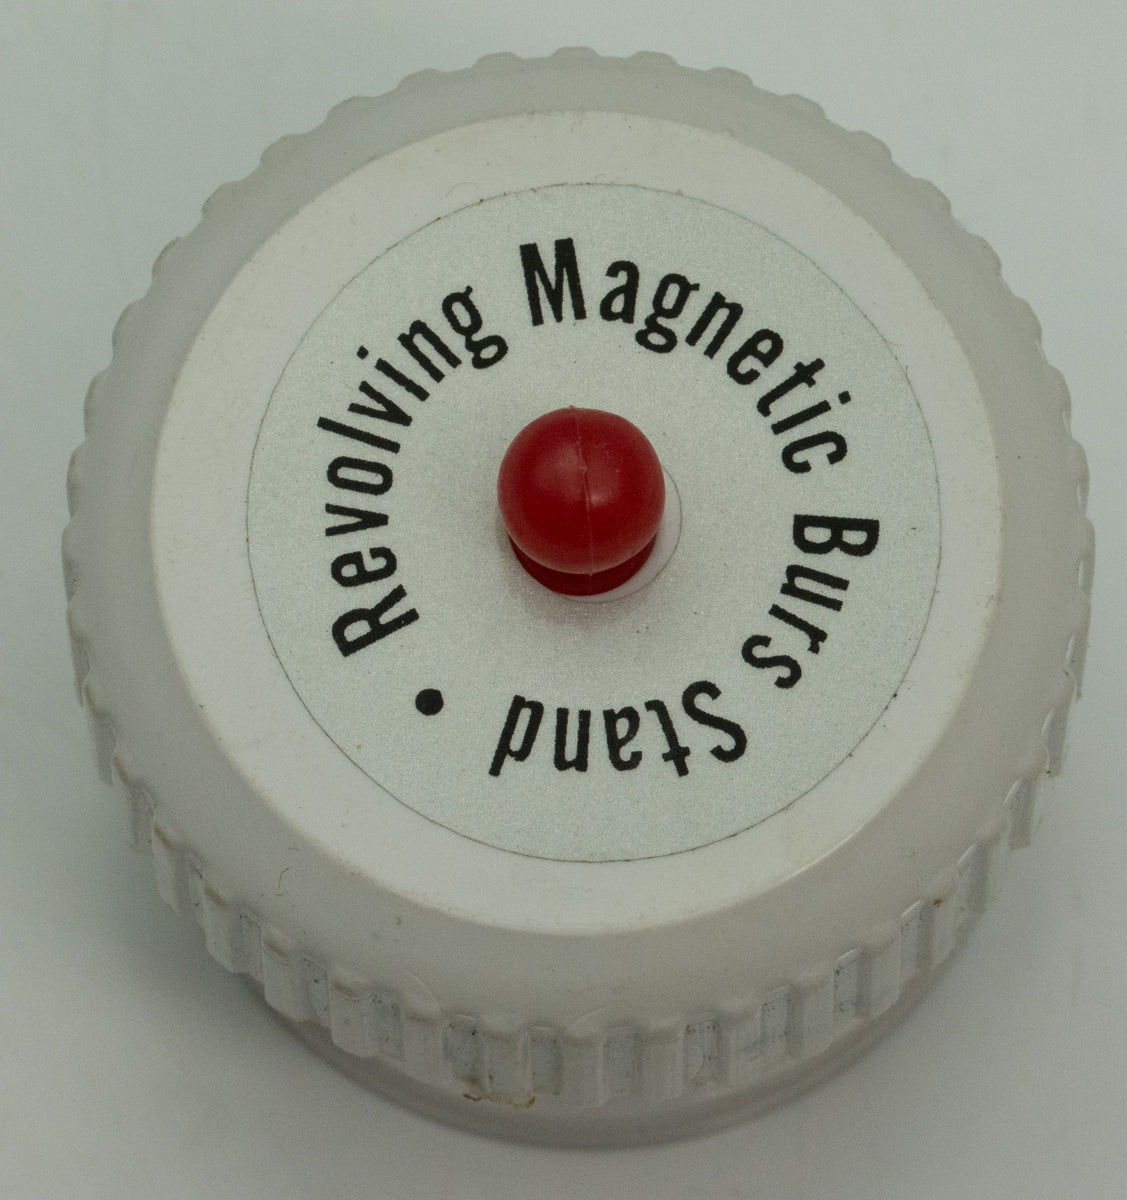 Revolving Magnetic Burs Stand •